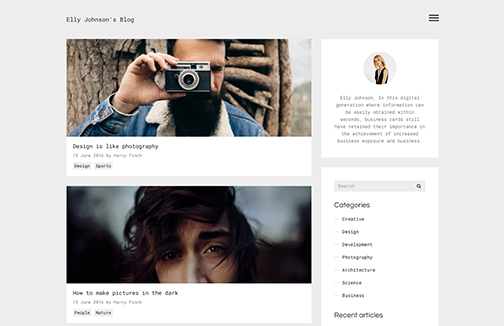 Elly Johnson's Blog
Design is like photography
13 June 2016 by Harry Finch
Design Sports
How to make pictures in the dark
13 June 2016 by Harry Finch
People Nature
Elly Johnson, In this digital
generation where information can
be easily obtained within
seconds, business cards still
have retained their importance in
the achievement of increased
business exposure and business.
Search
Categories
Creative
Design
Development
Photography
Architecture
Science
Business
Recent articles